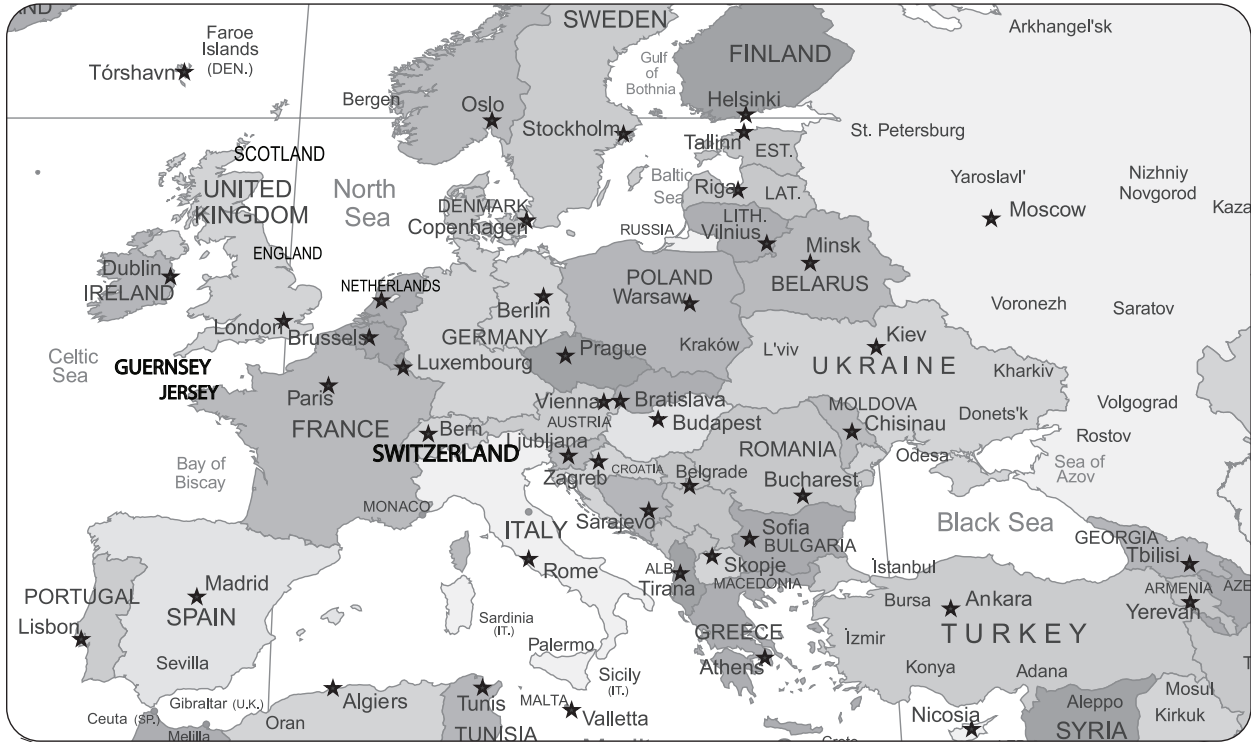 AND
SWEDEN
Arkhangel'sk
Faroe
Islands
(DEN.)
FINLAND
Gulf
of
Bothnia
Tórshavn
Bergen
Oslo
Helsinki
Stockholm
Tallinn
EST.
St. Petersburg
SCOTLAND
UNITED
KINGDOM
North
Sea
Baltic
Sea
Riga
LAT.
Yaroslavl'
Nizhniy
Novgorod
Moscow
Kaza
DENMARK
Copenhagen
LITH.
Vilnius
RUSSIA
Minsk
BELARUS
ENGLAND
Dublin
IRELAND
NETHERLANDS
POLAND
Warsaw
Berlin
Voronezh
Saratov
London
Brussels
GERMANY
Kiev
Celtic
Sea
GUERNSEY
JERSEY
Luxembourg
Prague
Kraków
L'viv
UKRAINE
Kharkiv
Paris
Vienna
Bratislava
MOLDOVA
Chisinau
Donets'k
Volgograd
FRANCE
Bern
AUSTRIA
Budapest
SWITZERLAND
Ljubljana
Zagreb
CROATIA
ROMANIA
Rostov
Odesa
Sea of
Azov
Bay of
Biscay
Belgrade
Bucharest
MONACO
ITALY
Sarajevo
Sofia
BULGARIA
Black Sea
GEORGIA
Tbilisi
Rome
ALB
Tirana
Skopje
MACEDONIA
İstanbul
ARMENIA
AZE
Yerevan
Madrid
PORTUGAL
SPAIN
Lisbon
Bursa
Ankara
TURKEY
Sardinia
(IT.)
Palermo
GREECE
Athens
İzmir
Sevilla
Sicily
(IT.)
Konya
Adana
Gibraltar (U.K.)
Algiers
Tunis
MALTA
Valletta
Aleppo
Mosul
Kirkuk
Ceuta (SP.)
Oran
Nicosia
Melilla
TUNISIA
SYRIA